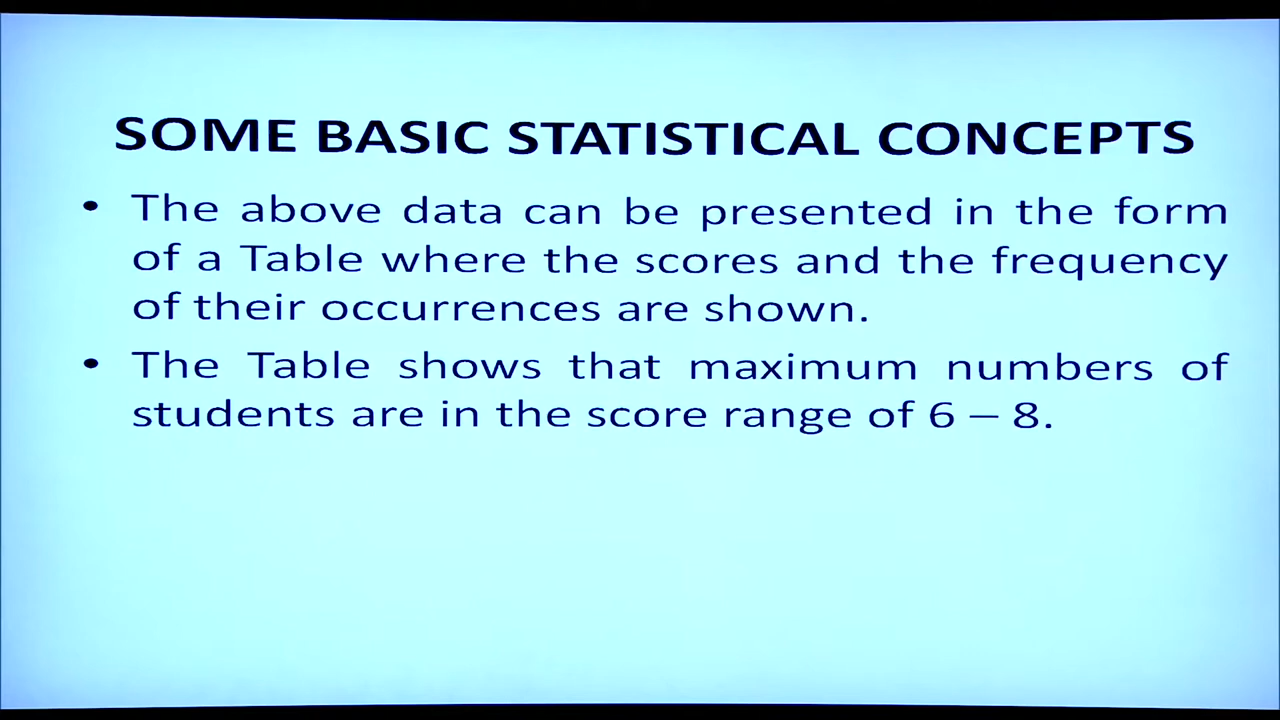 SOME BASIC STATISTICAL CONCEPTS
• The above data can be presented in the form
of a Table where the scores and the frequency
of their occurrences are shown.
• The Table shows that maximum numbers of
students are in the score range of 6 – 8.